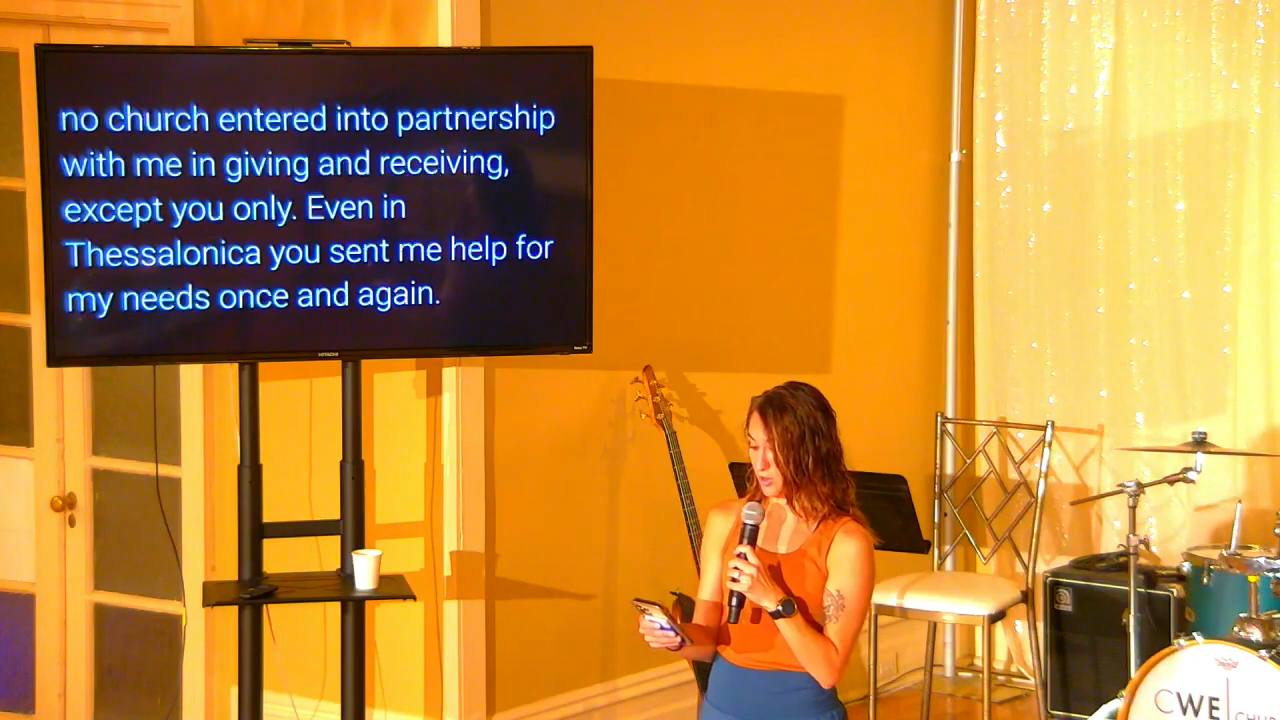 no church entered into partnership
with me in giving and receiving,
except you only. Even in
Thessalonica you sent me help for
my needs once and again.
HITACHI
CWE